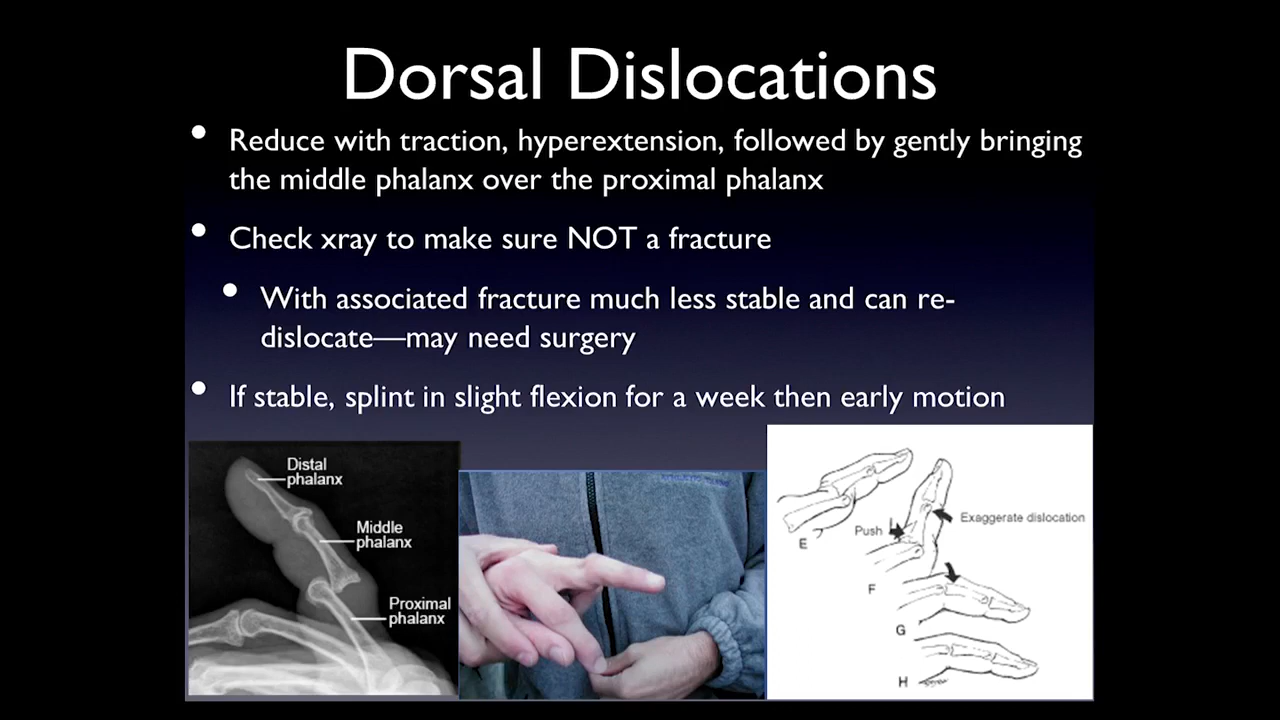 Dorsal Dislocations
• Reduce with traction, hyperextension, followed by gently bringing
the middle phalanx over the proximal phalanx
• Check xray to make sure NOT a fracture
• With associated fracture much less stable and can re-
dislocate—may need surgery
• If stable, splint in slight flexion for a week then early motion
Distal
phalanx
Middle
phalanx
Proximal
phalanx
Push
Exaggerate dislocation
E
F
G
H